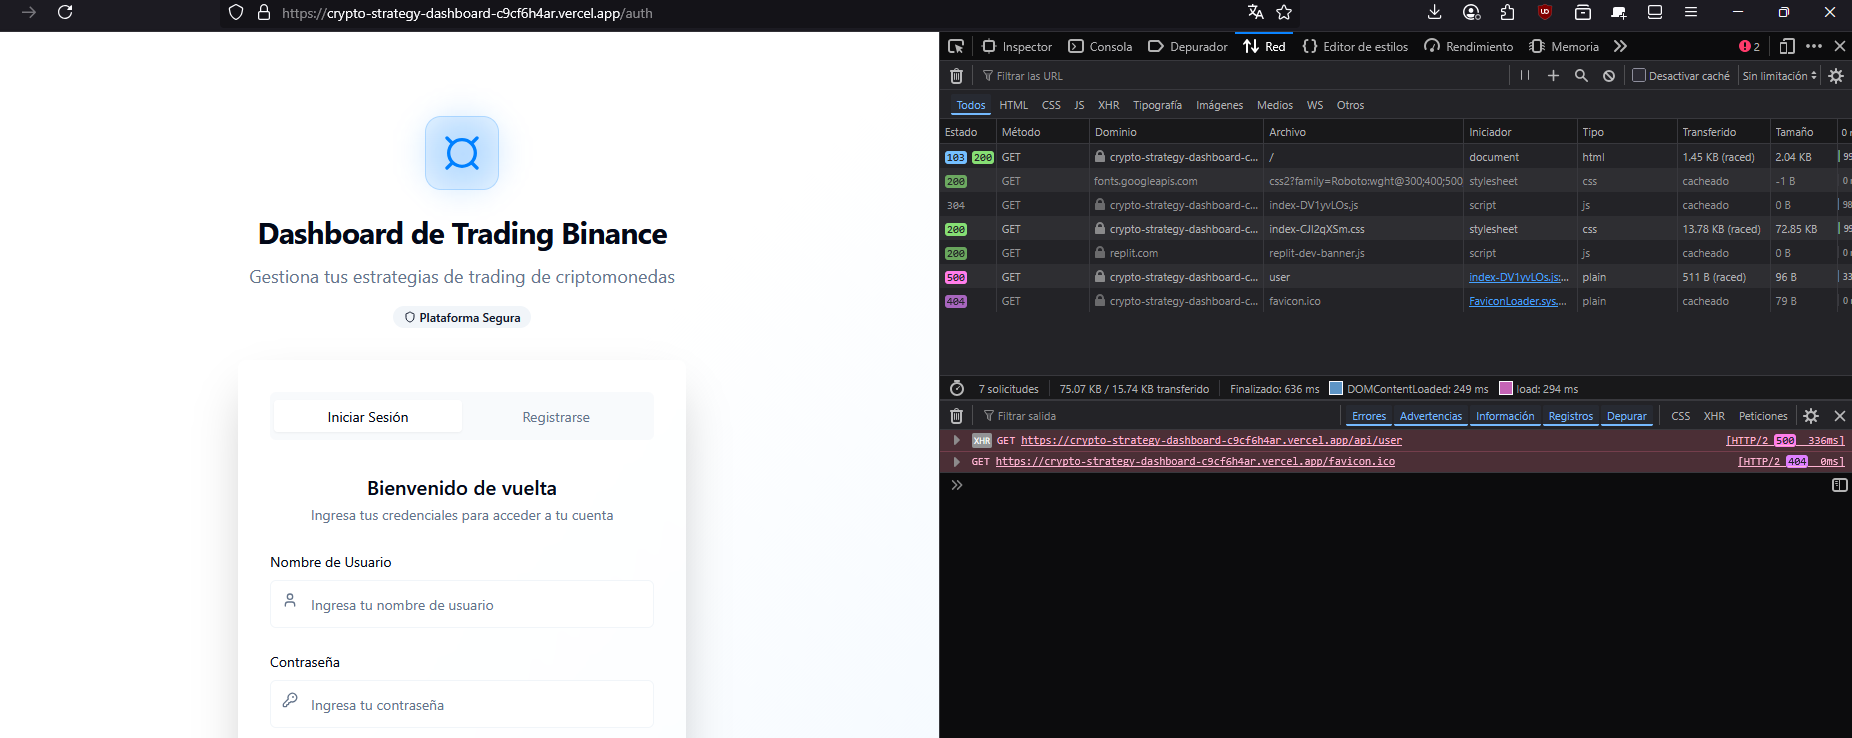 https://crypto-strategy-dashboard-c9cf6h4ar.vercel.app/auth
Dashboard de Trading Binance
Gestiona tus estrategias de trading de criptomonedas
Plataforma Segura
Iniciar Sesión
Registrarse
Bienvenido de vuelta
Ingresa tus credenciales para acceder a tu cuenta
Nombre de Usuario
Ingresa tu nombre de usuario
Contraseña
Ingresa tu contraseña
Inspector Consola Depurador Red Editor de estilos Rendimiento Memoria 2
Filtrar las URL Desactivar caché Sin limitación
Todos HTML CSS JS XHR Tipografía Imágenes Medios WS Otros
Estado Método Dominio Archivo Iniciador Tipo Transferido Tamaño 0
103 200 GET crypto-strategy-dashboard-c... / document html 1.45 KB (raced) 2.04 KB 99
200 GET fonts.googleapis.com css2?family=Roboto:wght@300;400;500 stylesheet css cacheado -1 B 0
304 GET crypto-strategy-dashboard-c... index-DV1yvLOs.js script js cacheado 0 B 98
200 GET crypto-strategy-dashboard-c... index-CJI2qXSm.css stylesheet css 13.78 KB (raced) 72.85 KB 99
200 GET replit.com replit-dev-banner.js script js cacheado 0 B 0
500 GET crypto-strategy-dashboard-c... user index-DV1yvLOs.js:... plain 511 B (raced) 96 B 33
404 GET crypto-strategy-dashboard-c... favicon.ico FaviconLoader.sys.... plain cacheado 79 B 0
7 solicitudes 75.07 KB / 15.74 KB transferido Finalizado: 636 ms DOMContentLoaded: 249 ms load: 294 ms
Filtrar salida Errores Advertencias Información Registros Depurar CSS XHR Peticiones
XHR GET https://crypto-strategy-dashboard-c9cf6h4ar.vercel.app/api/user [HTTP/2 500 336ms]
GET https://crypto-strategy-dashboard-c9cf6h4ar.vercel.app/favicon.ico [HTTP/2 404 0ms]